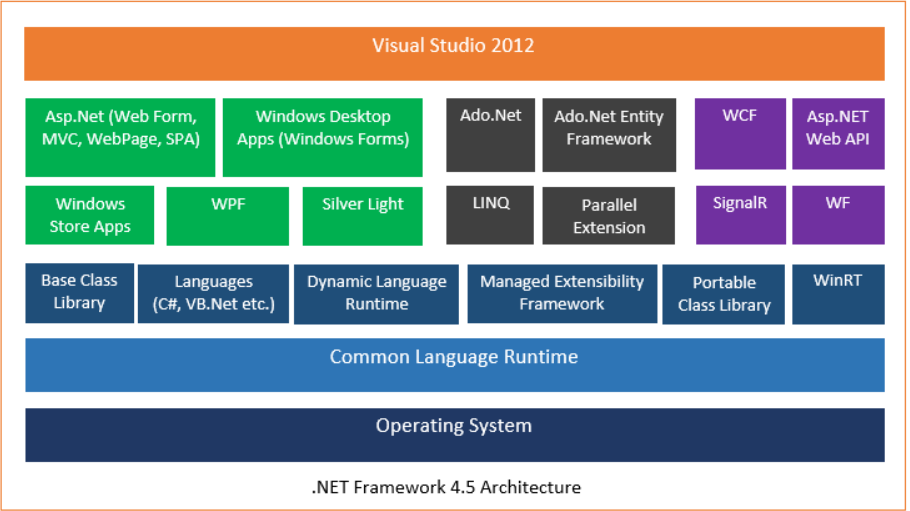 Visual Studio 2012
Asp.Net (Web Form,
MVC, WebPage, SPA)
Windows Desktop
Apps (Windows Forms)
Ado.Net
Ado.Net Entity
Framework
WCF
Asp.NET
Web API
Windows
Store Apps
WPF
Silver Light
LINQ
Parallel
Extension
SignalR
WF
Base Class
Library
Languages
(C#, VB.Net etc.)
Dynamic Language
Runtime
Managed Extensibility
Framework
Portable
Class Library
WinRT
Common Language Runtime
Operating System
.NET Framework 4.5 Architecture